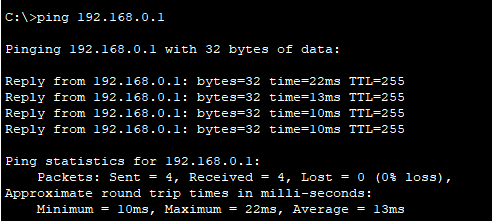 C:\>ping 192.168.0.1
Pinging 192.168.0.1 with 32 bytes of data:
Reply from 192.168.0.1: bytes=32 time=22ms TTL=255
Reply from 192.168.0.1: bytes=32 time=13ms TTL=255
Reply from 192.168.0.1: bytes=32 time=10ms TTL=255
Reply from 192.168.0.1: bytes=32 time=10ms TTL=255
Ping statistics for 192.168.0.1:
    Packets: Sent = 4, Received = 4, Lost = 0 (0% loss),
Approximate round trip times in milli-seconds:
    Minimum = 10ms, Maximum = 22ms, Average = 13ms